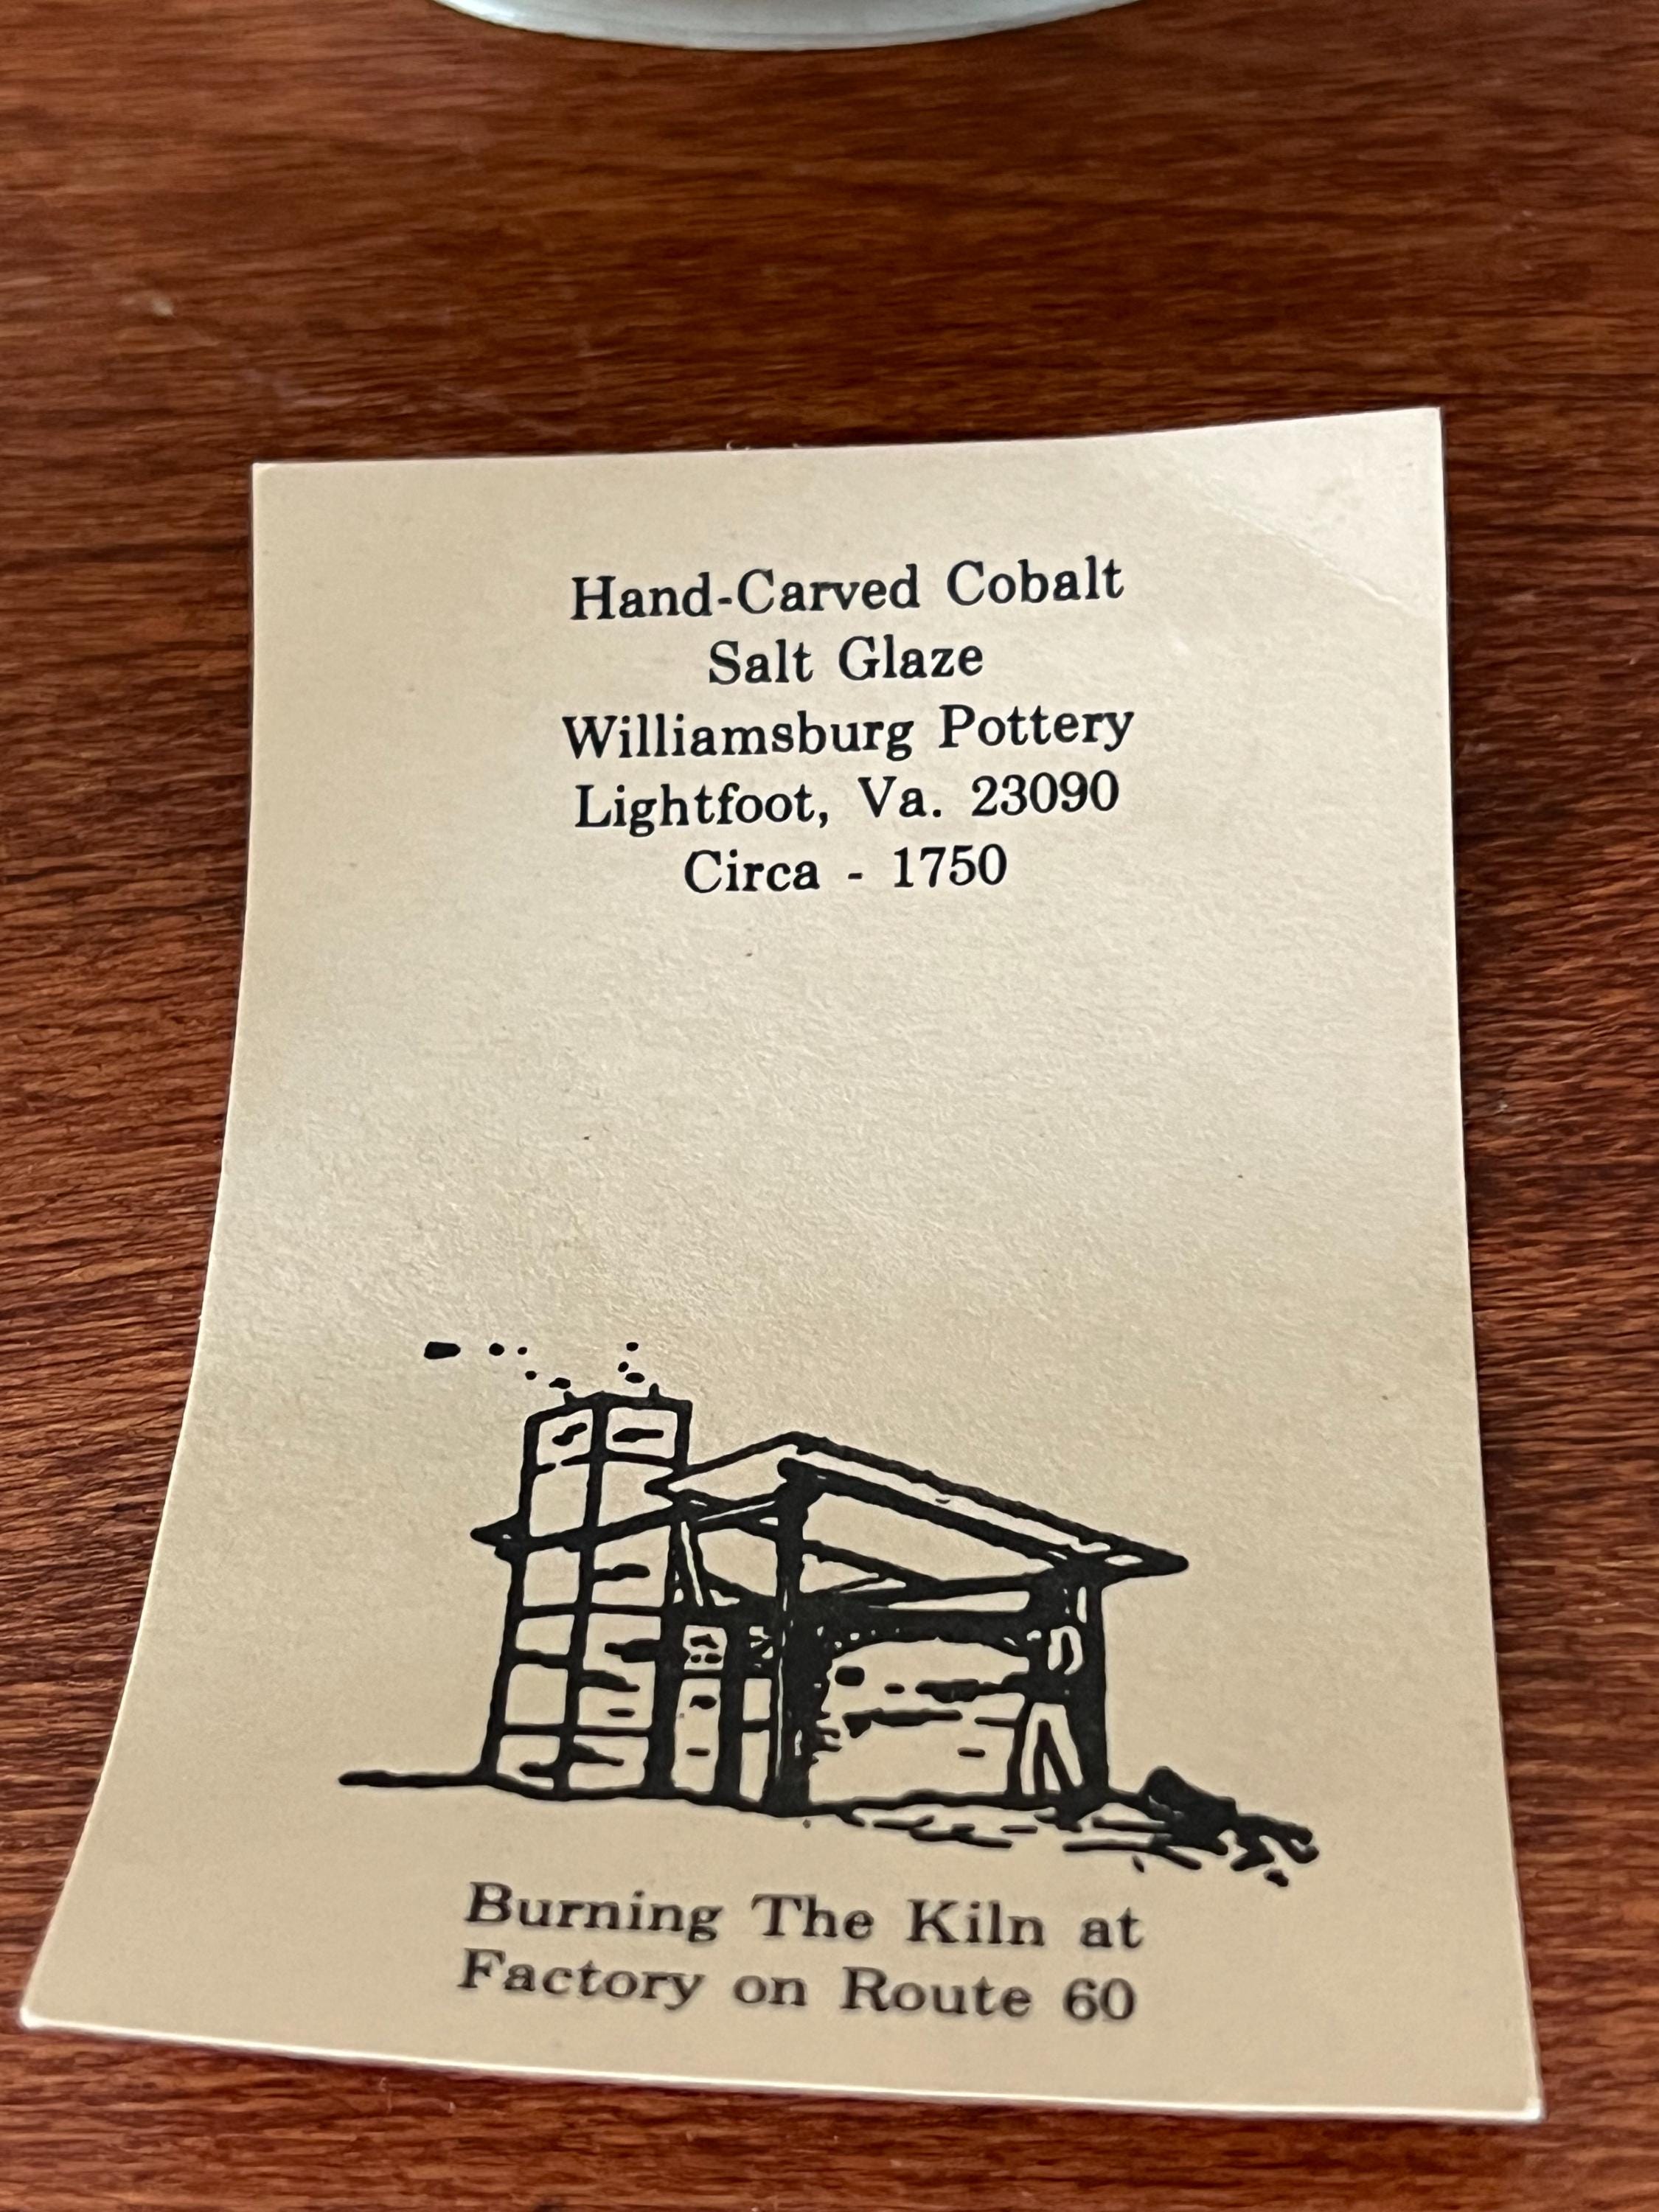 Hand-Carved Cobalt
Salt Glaze
Williamsburg Pottery
Lightfoot, Va. 23090
Circa - 1750
Burning The Kiln at
Factory on Route 60